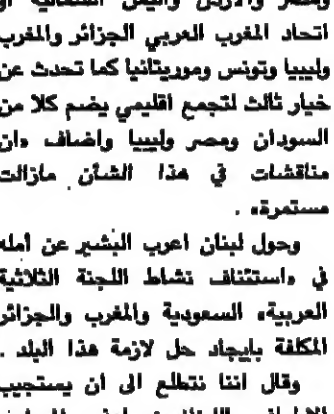 ومصر والأردن واليمن الشمالية او
اتحاد المغرب العربي الجزائر والمغرب
وليبيا وتونس وموريتانيا كما تحدث عن
خيار ثالث لتجمع اقليمي يضم كلا من
السودان ومصر وليبيا واضاف «ان
مناقشات في هذا الشأن مازالت
مستمرة» .
وحول لبنان اعرب البشير عن امله
في «استئناف نشاط اللجنة الثلاثية
العربية» السعودية والمغرب والجزائر
المكلفة بايجاد حل لازمة هذا البلد .
وقال اننا نتطلع الى ان يستجيب